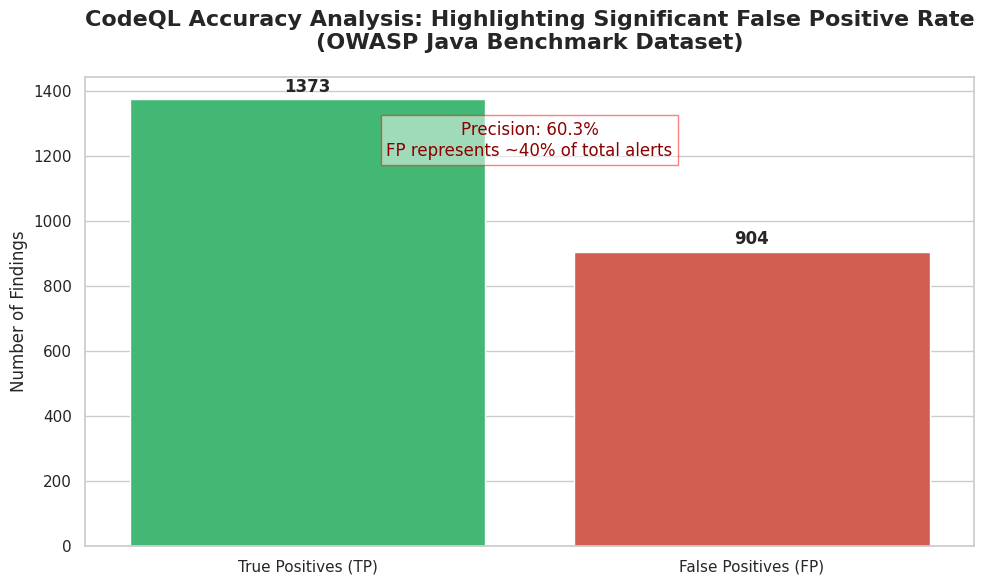 CodeQL Accuracy Analysis: Highlighting Significant False Positive Rate
(OWASP Java Benchmark Dataset)
1373
Precision: 60.3%
FP represents ~40% of total alerts
904
Number of Findings
1400
1200
1000
800
600
400
200
0
True Positives (TP)
False Positives (FP)